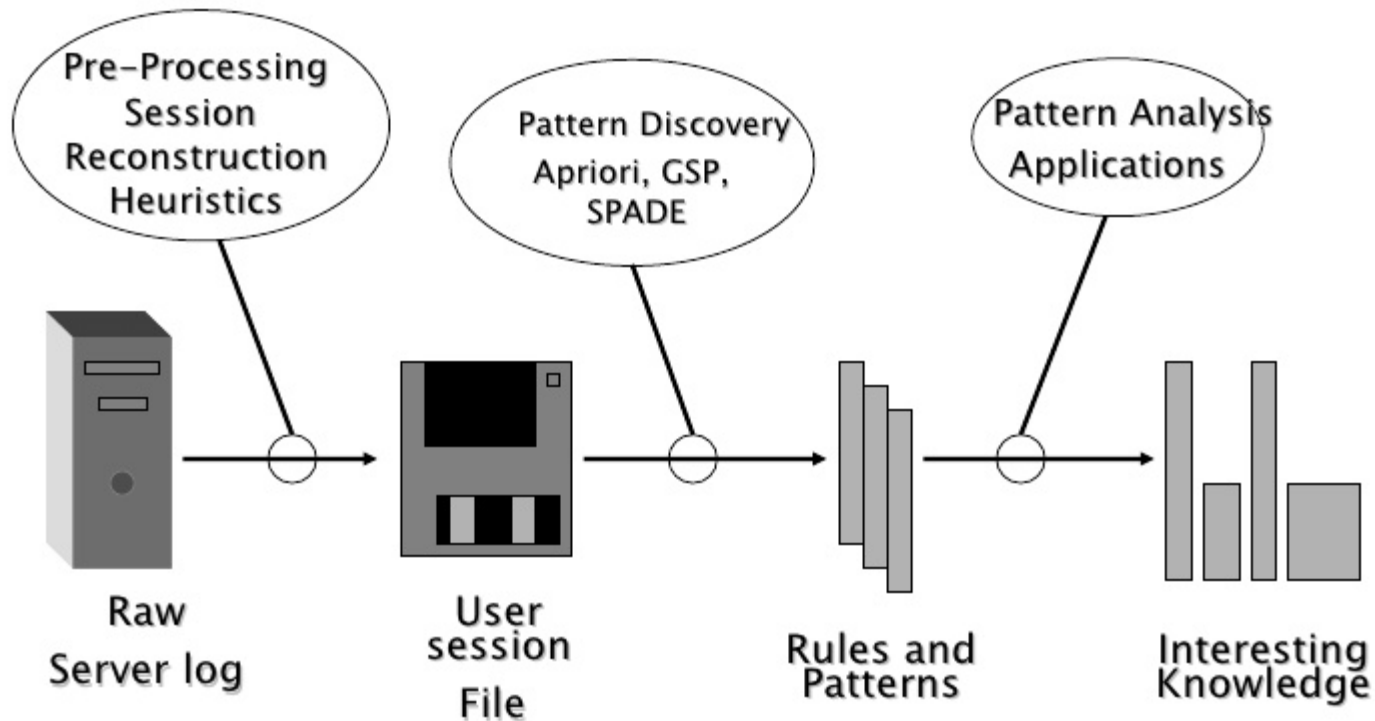 Pre-Processing
Session
Reconstruction
Heuristics
Pattern Discovery
Apriori, GSP,
SPADE
Pattern Analysis
Applications
Raw
Server log
User
session
File
Rules and
Patterns
Interesting
Knowledge